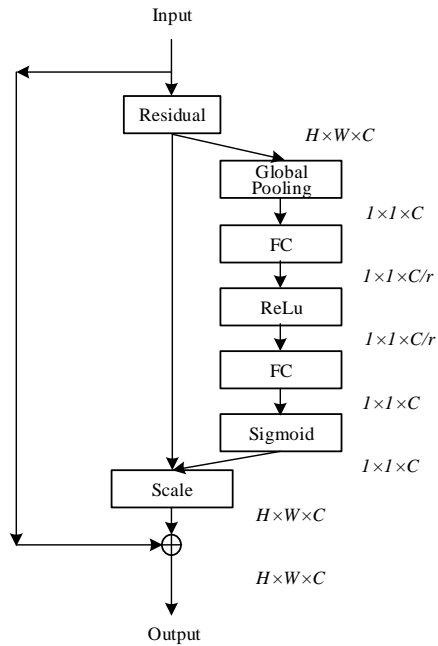 Input
Residual
H×W×C
Global
Pooling
1×1×C
FC
1×1×C/r
ReLu
1×1×C/r
FC
1×1×C
Sigmoid
1×1×C
Scale
H×W×C
H×W×C
Output